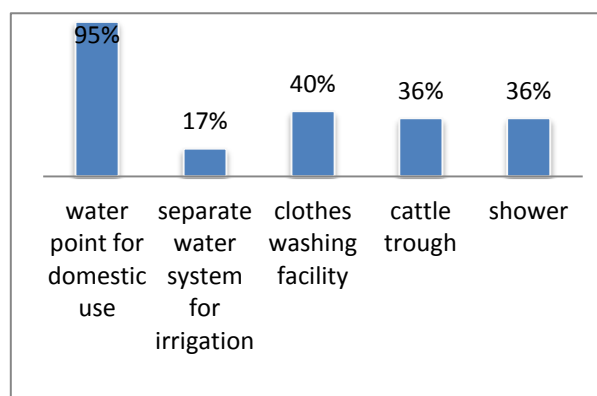 95%
17%
40%
36%
36%
water point for domestic use
separate water system for irrigation
clothes washing facility
cattle trough
shower